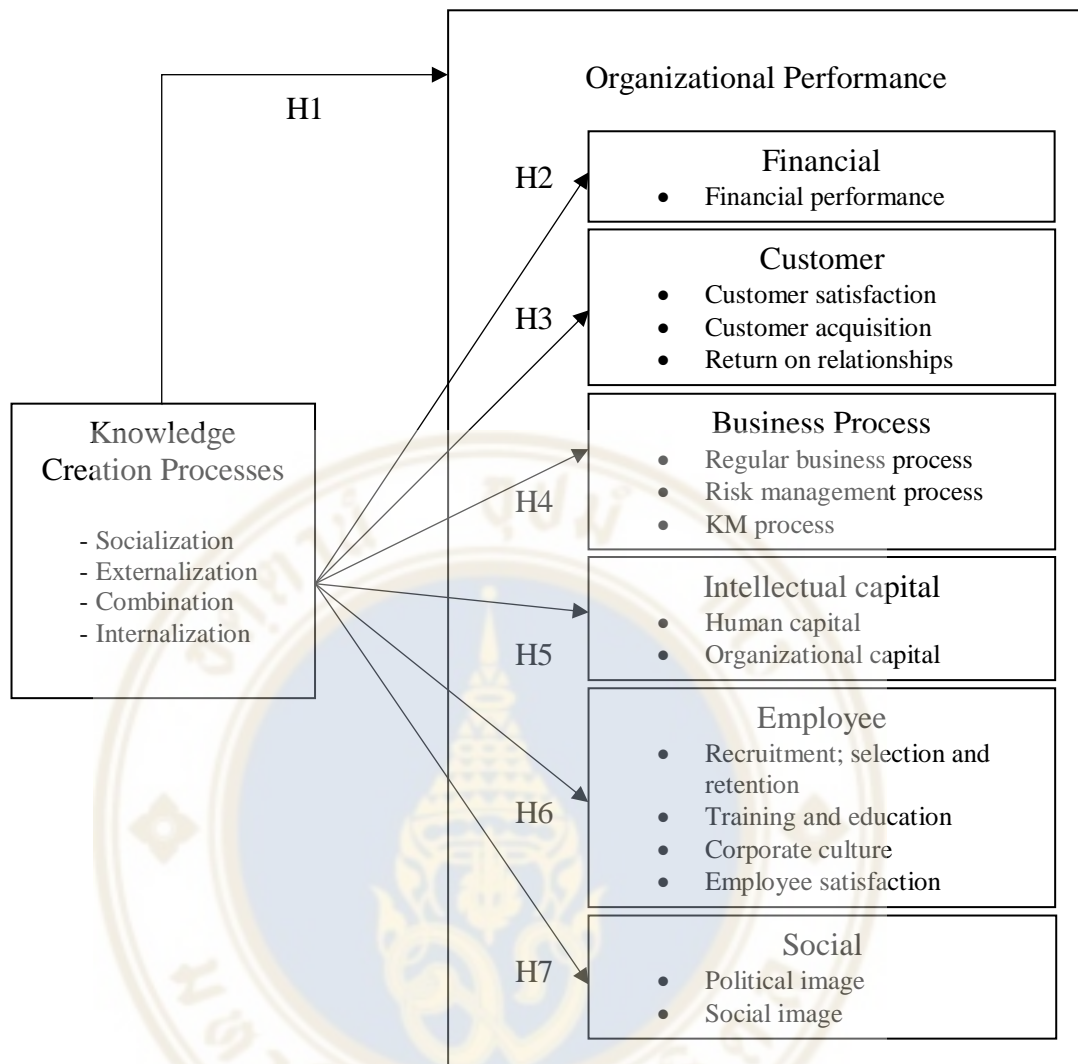 Organizational Performance
H1
Financial
• Financial performance
H2
Customer
• Customer satisfaction
• Customer acquisition
• Return on relationships
H3
Knowledge
Creation Processes
- Socialization
- Externalization
- Combination
- Internalization
Business Process
• Regular business process
• Risk management process
• KM process
H4
Intellectual capital
• Human capital
• Organizational capital
H5
Employee
• Recruitment; selection and
retention
• Training and education
• Corporate culture
• Employee satisfaction
H6
Social
• Political image
• Social image
H7